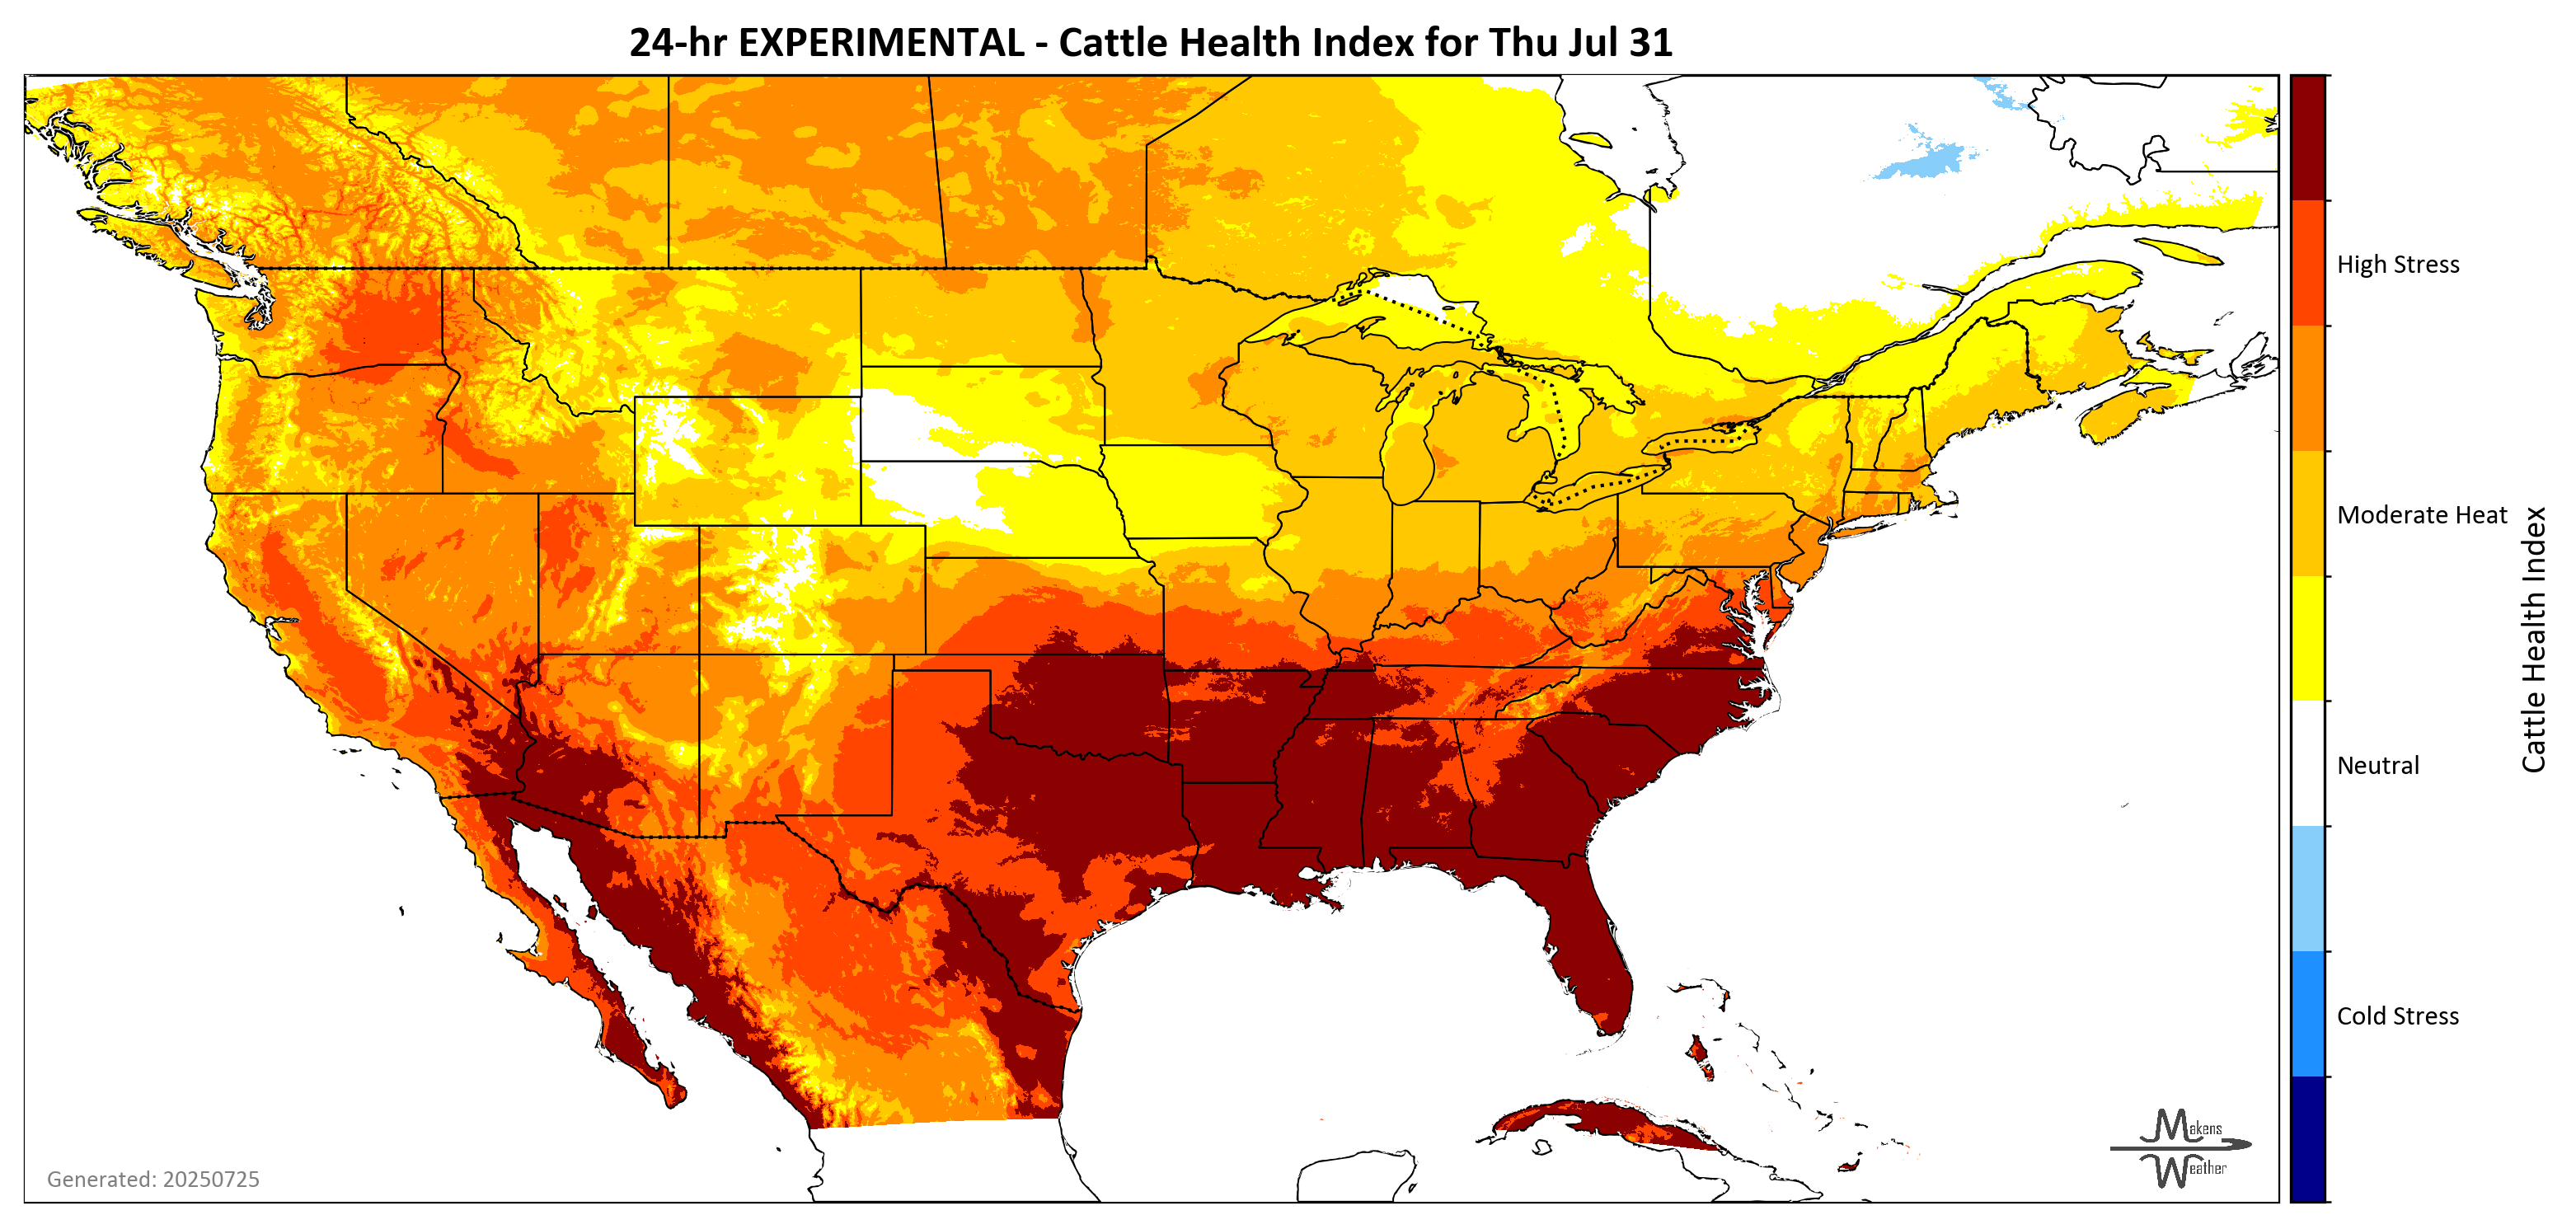 24-hr EXPERIMENTAL - Cattle Health Index for Thu Jul 31
High Stress
Moderate Heat
Neutral
Cold Stress
Cattle Health Index
Generated: 20250725
Makens
Weather